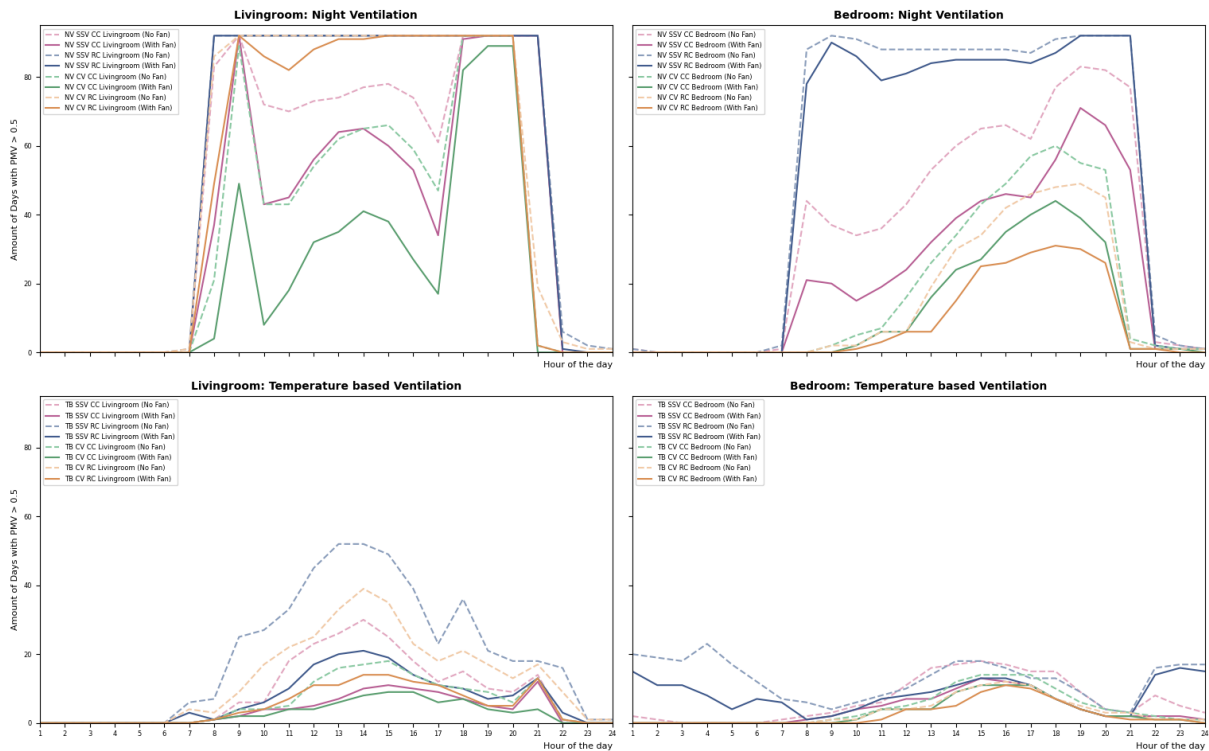 Livingroom: Night Ventilation
NV SSV CC Livingroom (No Fan)
NV SSV CC Livingroom (With Fan)
NV SSV RC Livingroom (No Fan)
NV SSV RC Livingroom (With Fan)
NV CV CC Livingroom (No Fan)
NV CV CC Livingroom (With Fan)
NV CV RC Livingroom (No Fan)
NV CV RC Livingroom (With Fan)
80
60
40
20
0
Amount of Days with PMV > 0.5
Hour of the day
Bedroom: Night Ventilation
NV SSV CC Bedroom (No Fan)
NV SSV CC Bedroom (With Fan)
NV SSV RC Bedroom (No Fan)
NV SSV RC Bedroom (With Fan)
NV CV CC Bedroom (No Fan)
NV CV CC Bedroom (With Fan)
NV CV RC Bedroom (No Fan)
NV CV RC Bedroom (With Fan)
Hour of the day
Livingroom: Temperature based Ventilation
TB SSV CC Livingroom (No Fan)
TB SSV CC Livingroom (With Fan)
TB SSV RC Livingroom (No Fan)
TB SSV RC Livingroom (With Fan)
TB CV CC Livingroom (No Fan)
TB CV CC Livingroom (With Fan)
TB CV RC Livingroom (No Fan)
TB CV RC Livingroom (With Fan)
80
60
40
20
0
Amount of Days with PMV > 0.5
1 2 3 4 5 6 7 8 9 10 11 12 13 14 15 16 17 18 19 20 21 22 23 24
Hour of the day
Bedroom: Temperature based Ventilation
TB SSV CC Bedroom (No Fan)
TB SSV CC Bedroom (With Fan)
TB SSV RC Bedroom (No Fan)
TB SSV RC Bedroom (With Fan)
TB CV CC Bedroom (No Fan)
TB CV CC Bedroom (With Fan)
TB CV RC Bedroom (No Fan)
TB CV RC Bedroom (With Fan)
1 2 3 4 5 6 7 8 9 10 11 12 13 14 15 16 17 18 19 20 21 22 23 24
Hour of the day